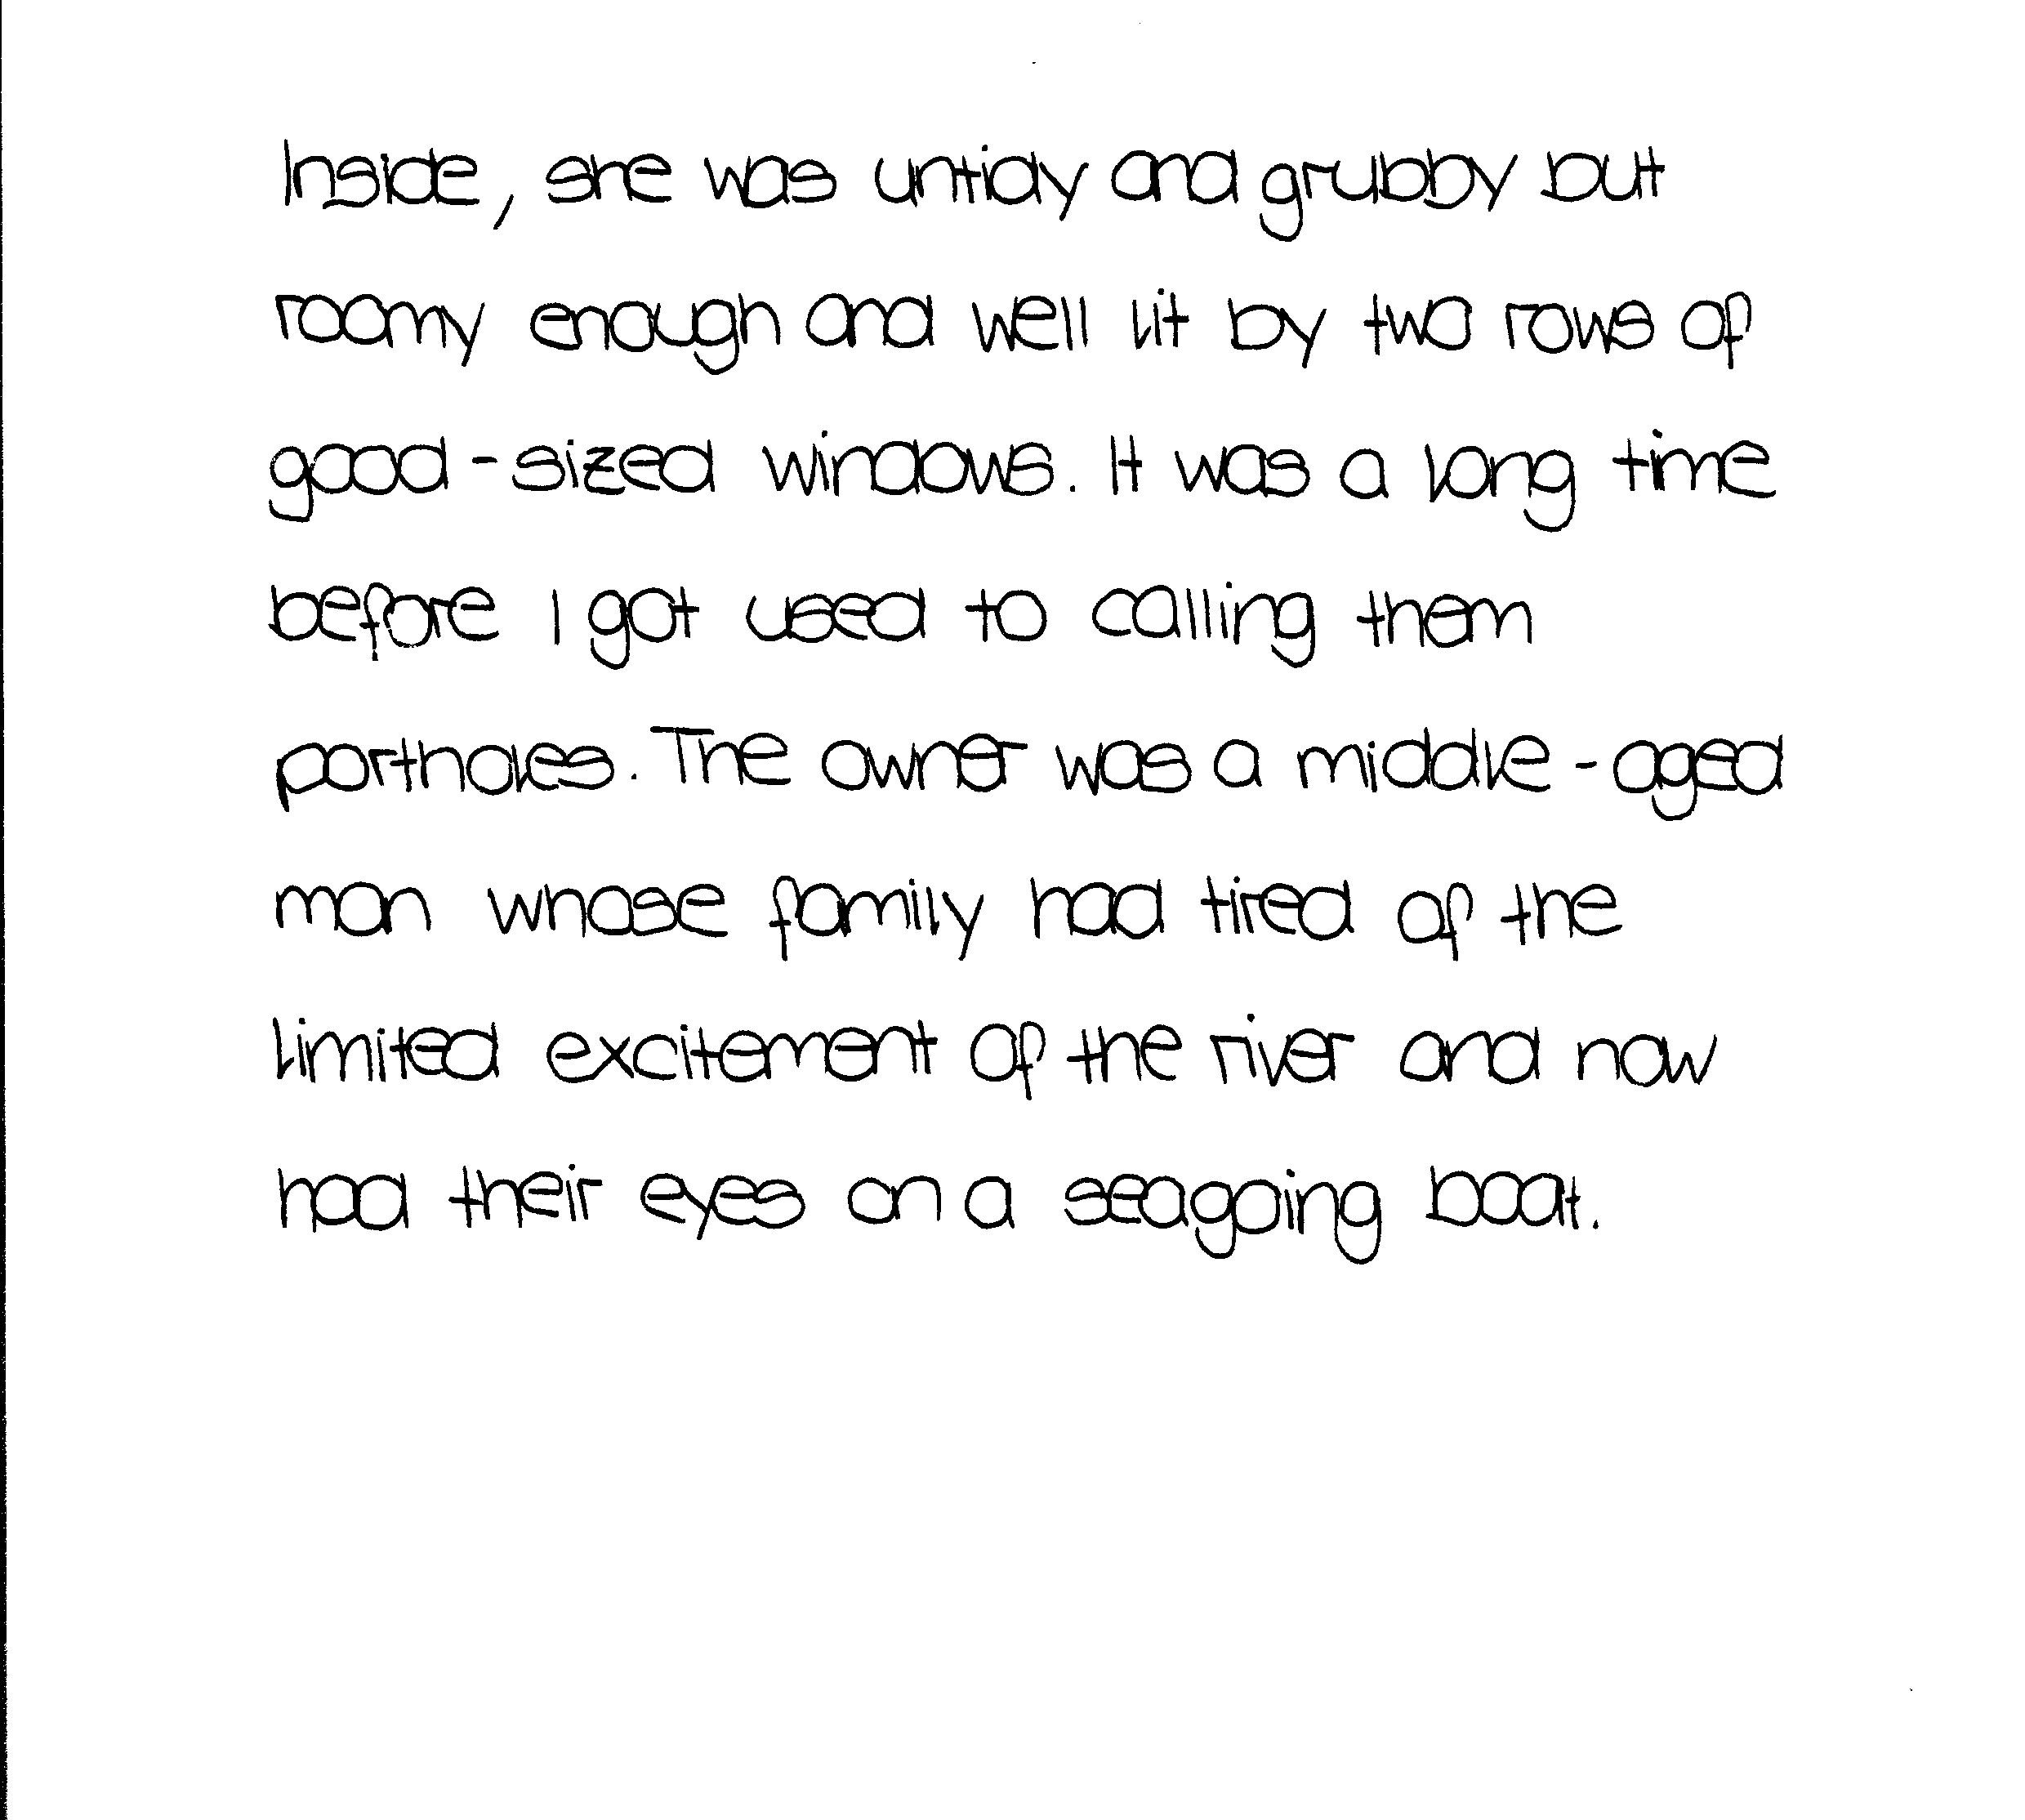 Inside, she was untidy and grubby but
roomy enough and well lit by two rows of
good-sized windows. It was a long time
before I got used to calling them
portholes. The owner was a middle-aged
man whose family had tired of the
limited excitement of the river and now
had their eyes on a seagoing boat.